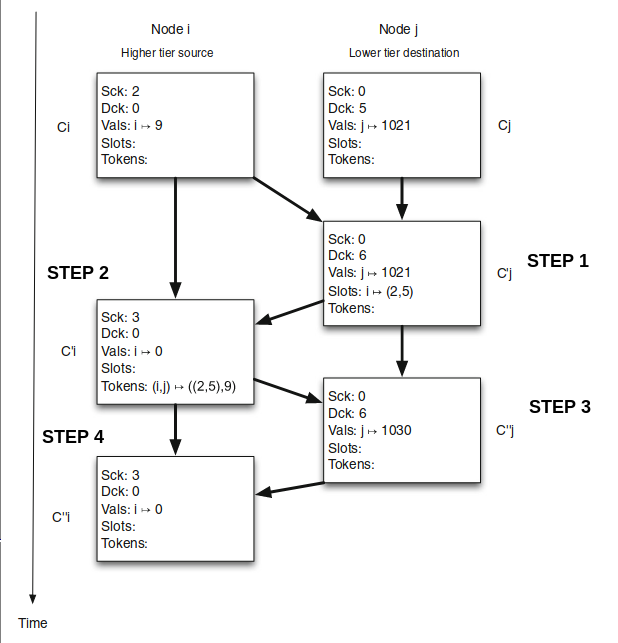 Node i
Higher tier source
Node j
Lower tier destination
Ci
Sck: 2
Dck: 0
Vals: i ↦ 9
Slots:
Tokens:
Sck: 0
Dck: 5
Vals: j ↦ 1021
Slots:
Tokens:
Cj
Sck: 0
Dck: 6
Vals: j ↦ 1021
Slots: i ↦ (2,5)
Tokens:
C'j
STEP 1
STEP 2
C'i
Sck: 3
Dck: 0
Vals: i ↦ 0
Slots:
Tokens: (i,j) ↦ ((2,5),9)
Sck: 0
Dck: 6
Vals: j ↦ 1030
Slots:
Tokens:
STEP 3
C''j
STEP 4
C''i
Sck: 3
Dck: 0
Vals: i ↦ 0
Slots:
Tokens:
Time